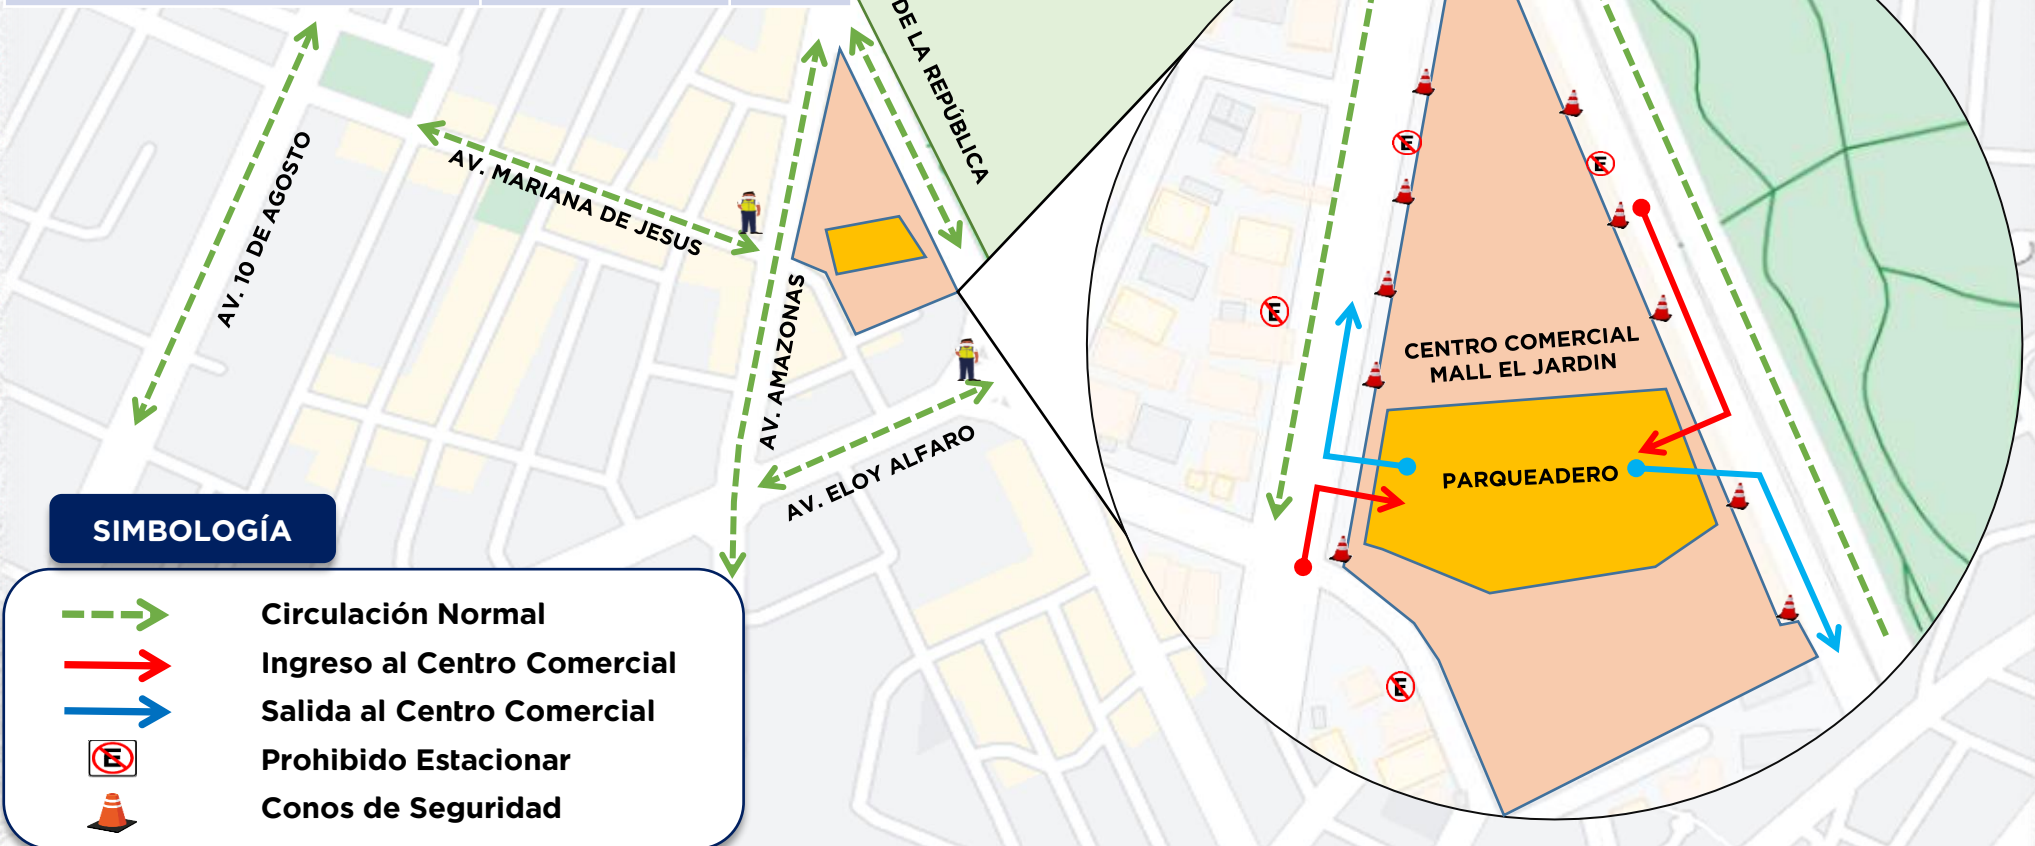 DE LA REPÚBLICA
AV. 10 DE AGOSTO
AV. MARIANA DE JESUS
AV. AMAZONAS
AV. ELOY ALFARO
E
E
E
E
CENTRO COMERCIAL
MALL EL JARDIN
PARQUEADERO
SIMBOLOGÍA
Circulación Normal
Ingreso al Centro Comercial
Salida al Centro Comercial
E
Prohibido Estacionar
Conos de Seguridad